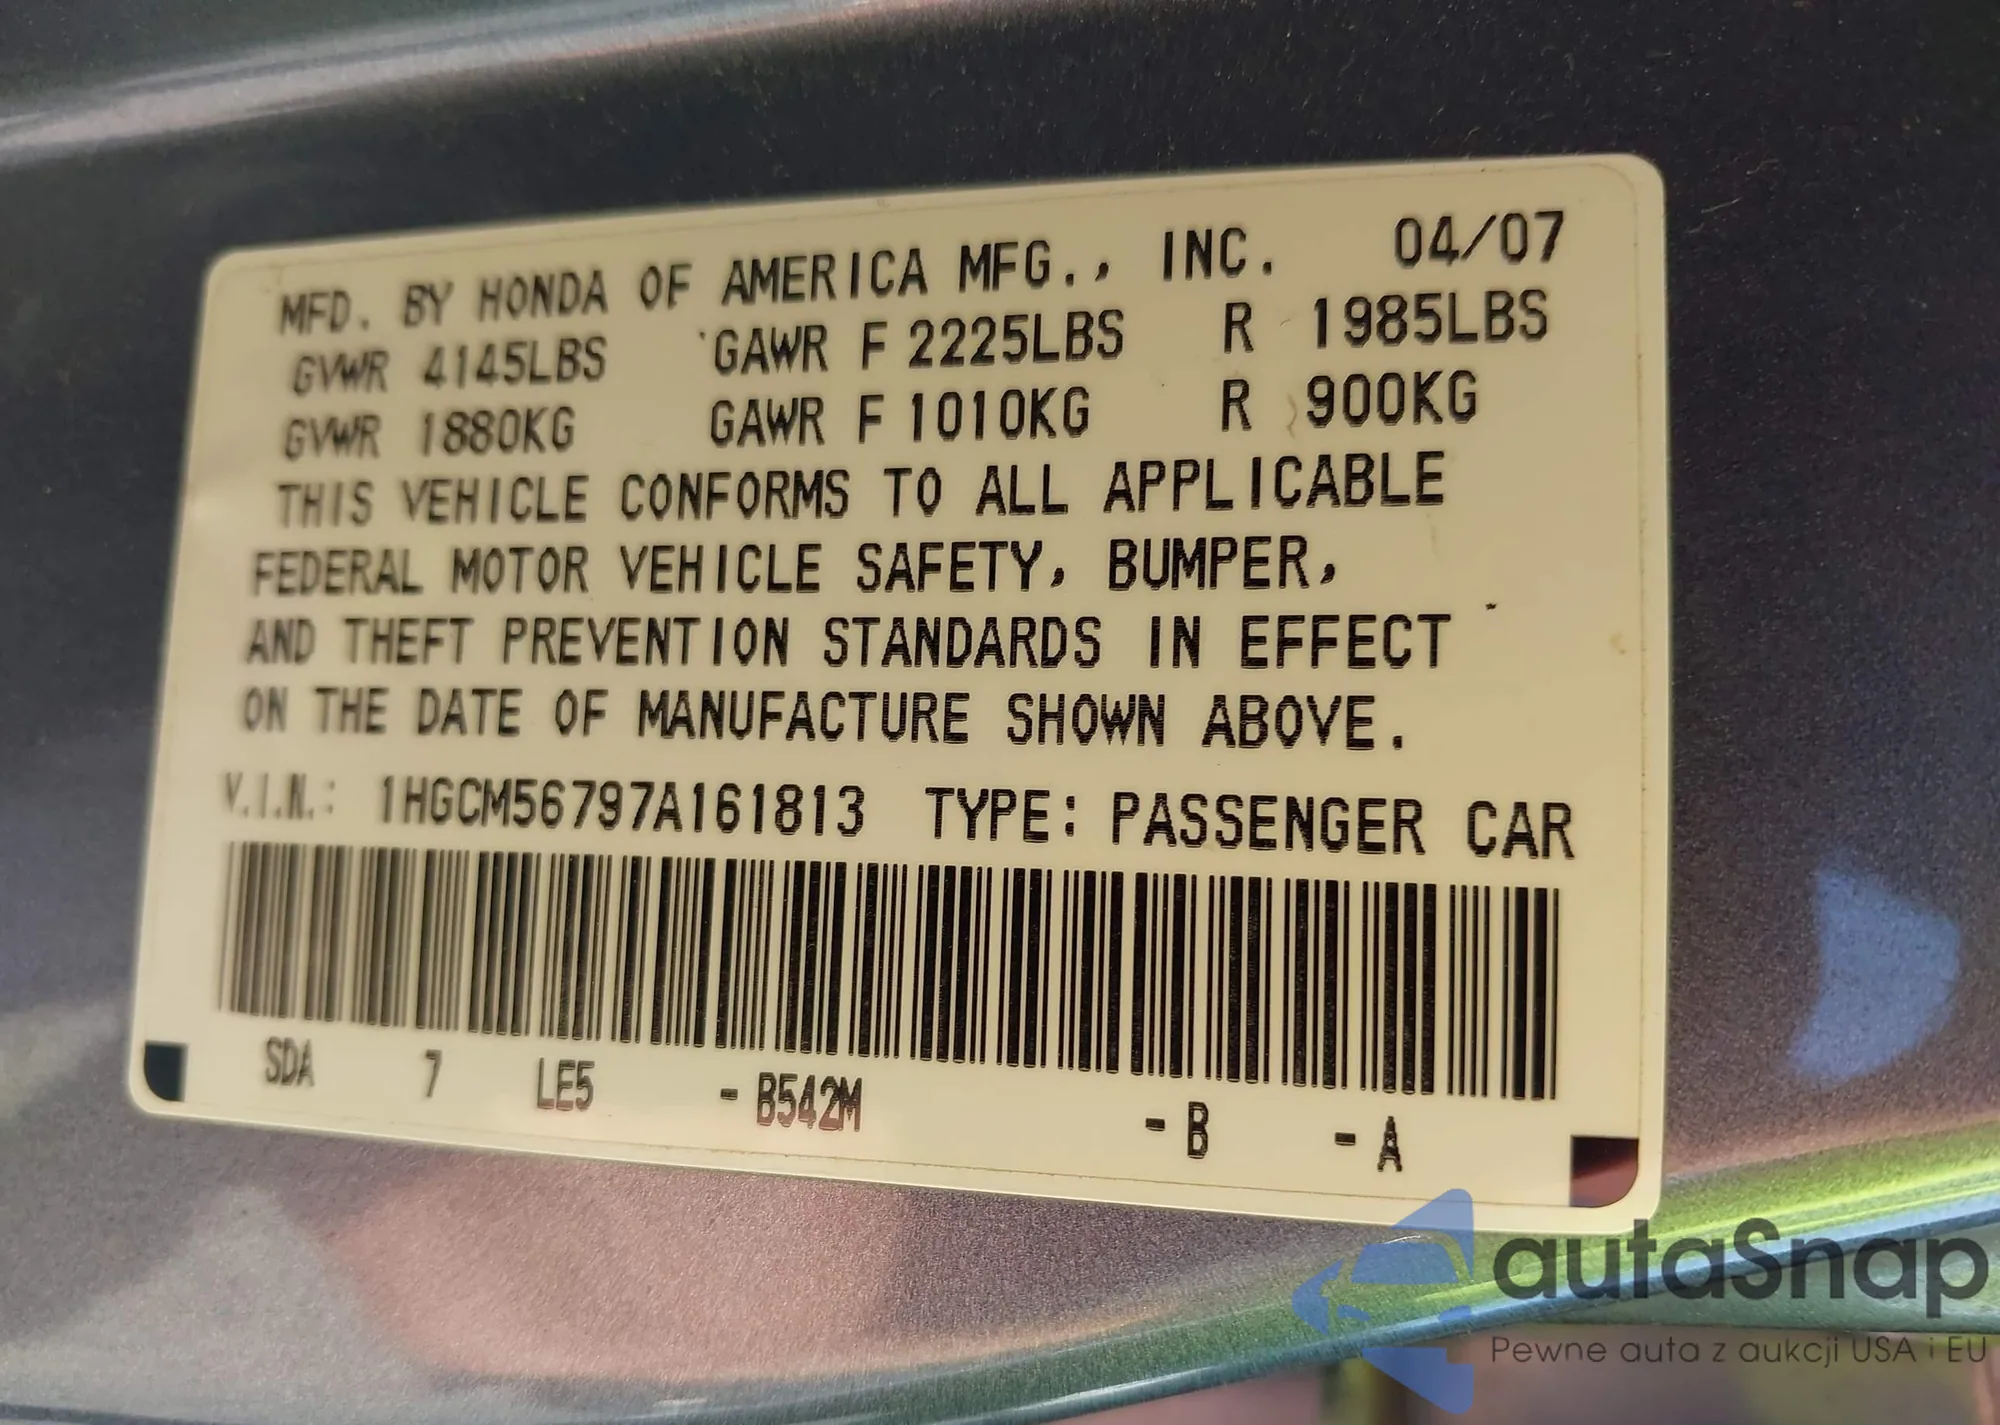 MFD. BY HONDA OF AMERICA MFG., INC. 04/07
GVWR 4145LBS GAWR F 2225LBS R 1985LBS
GVWR 1880KG GAWR F 1010KG R 900KG
THIS VEHICLE CONFORMS TO ALL APPLICABLE
FEDERAL MOTOR VEHICLE SAFETY, BUMPER,
AND THEFT PREVENTION STANDARDS IN EFFECT
ON THE DATE OF MANUFACTURE SHOWN ABOVE.
V.I.N.: 1HGCM56797A161813 TYPE: PASSENGER CAR
SDA 7 LE5 - B542M - B - A
autaSnap
Pewne auta z aukcji USA i EU